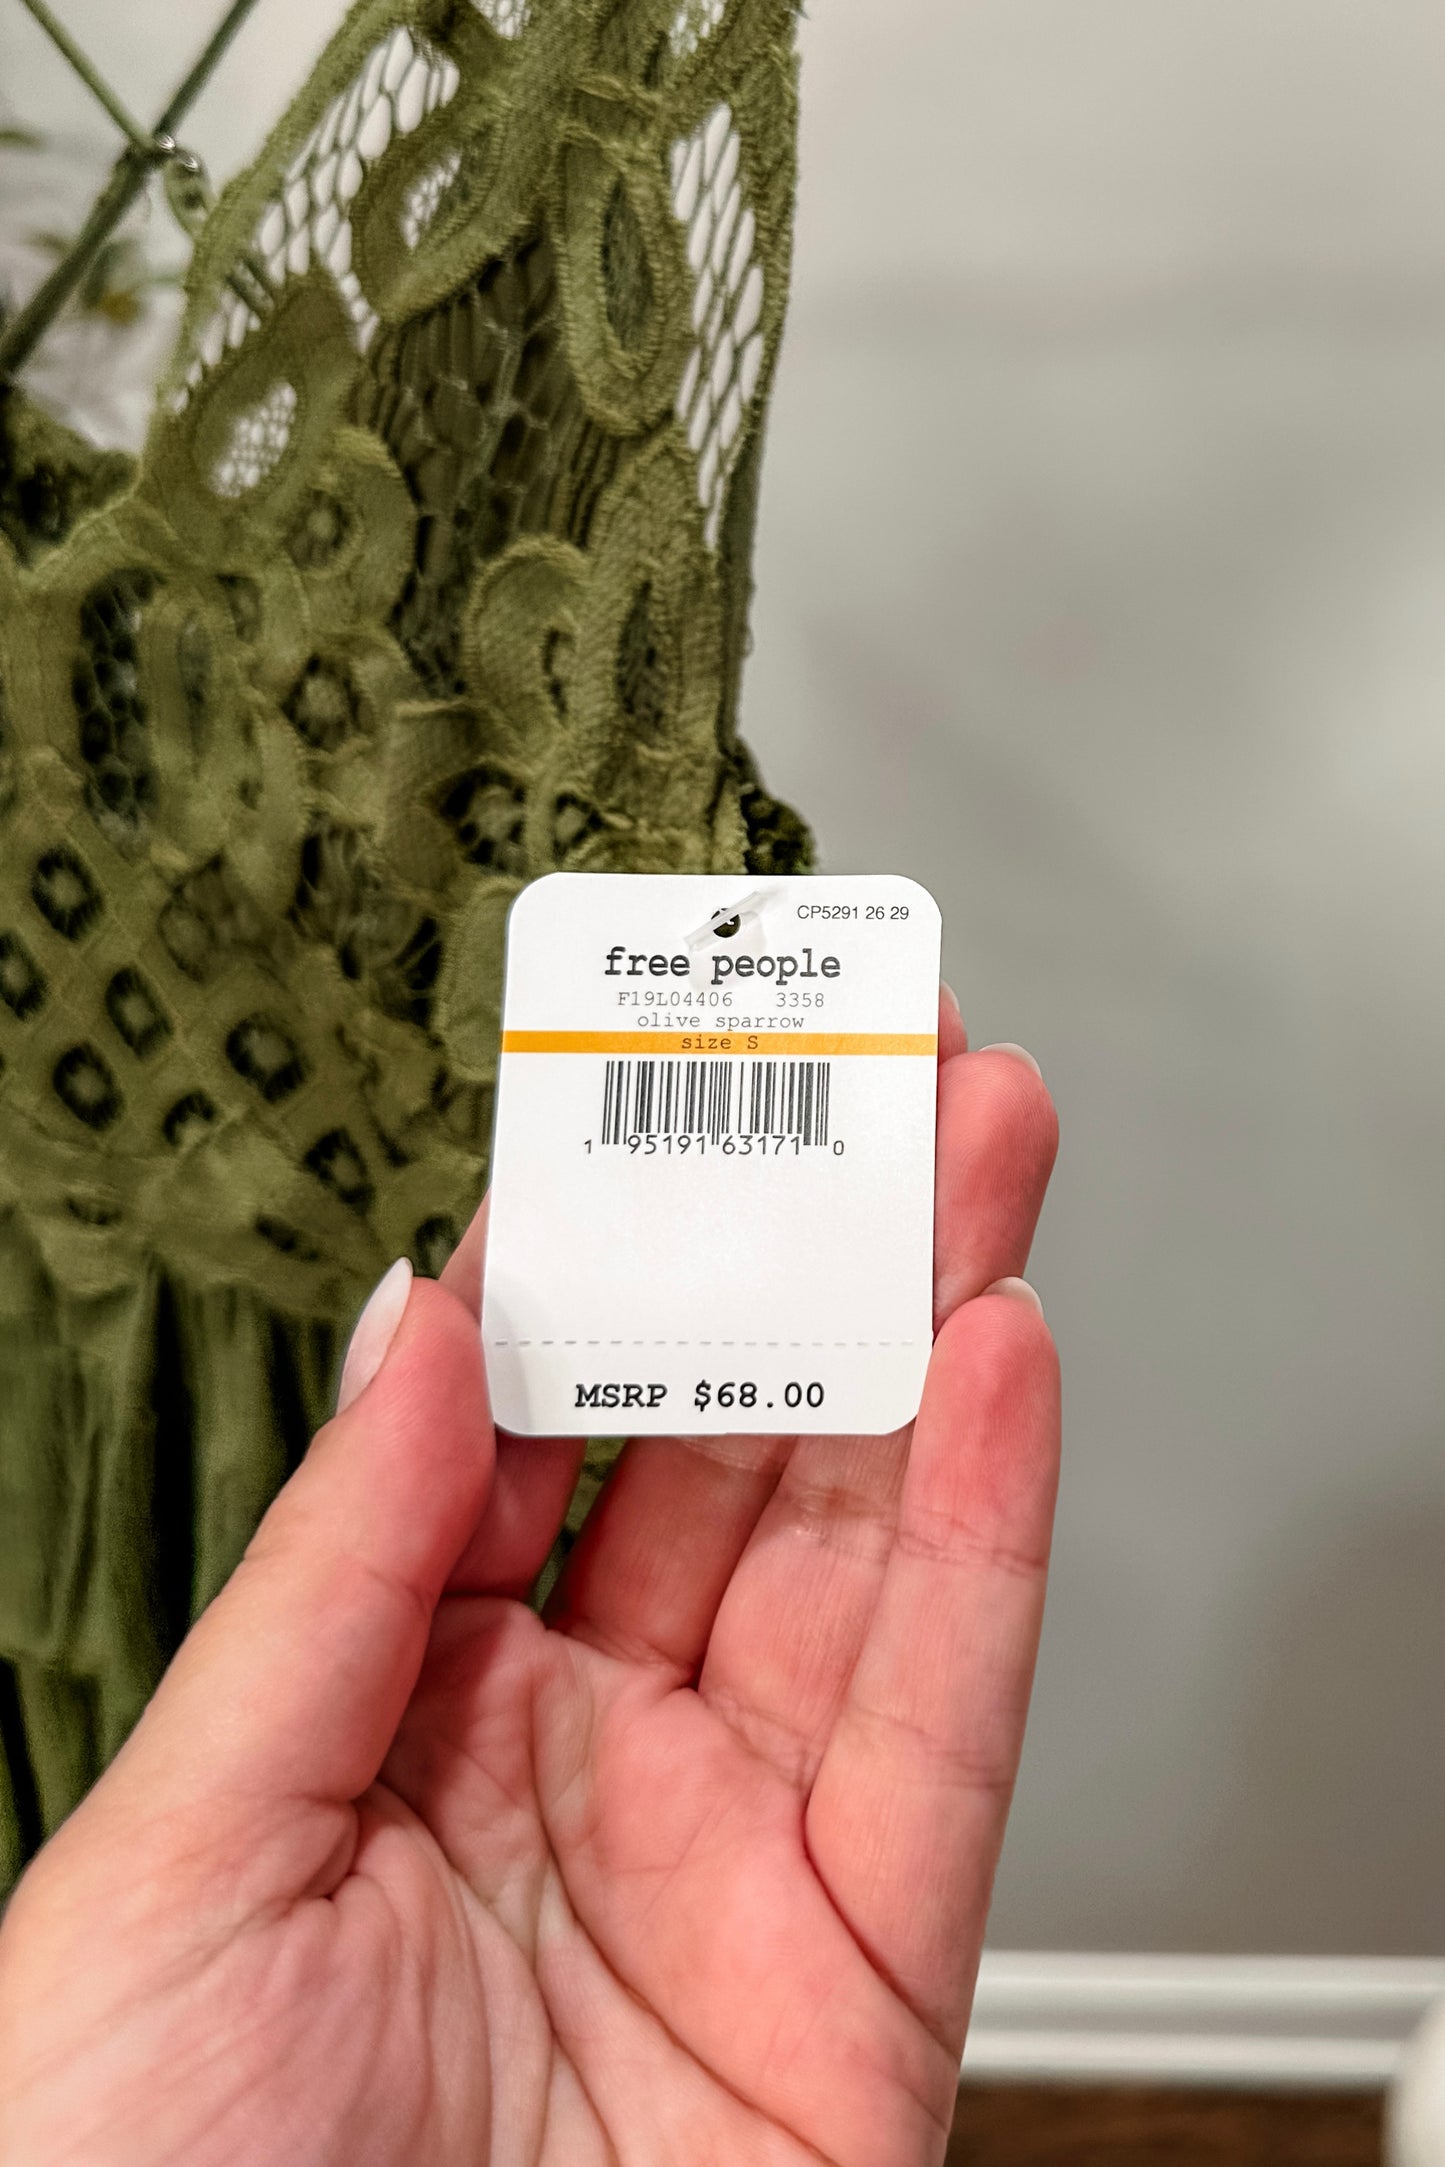 CP5291 26 29
free people
F19L04406 3358
olive sparrow
size S
1 95191 63171 0
MSRP $68.00